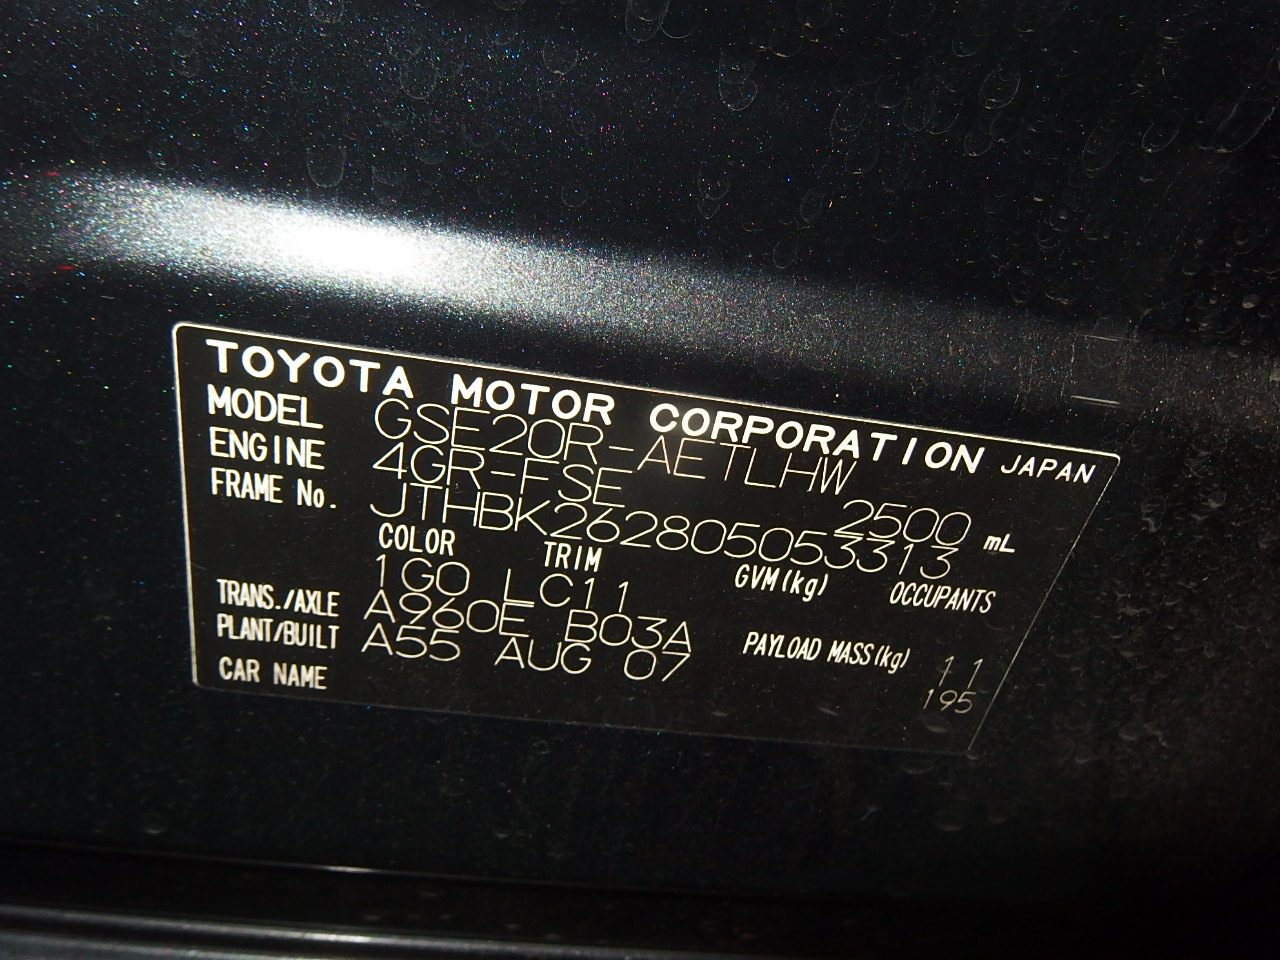 TOYOTA MOTOR CORPORATION JAPAN
MODEL GSE20R-AETLHW
ENGINE 4GR-FSE 2500 mL
FRAME No. JTHBK262805053313
COLOR TRIM GVM(kg) OCCUPANTS
1G0 LC11
TRANS./AXLE A960E B03A
PLANT/BUILT A55 AUG 07 PAYLOAD MASS(kg) 11
CAR NAME 195